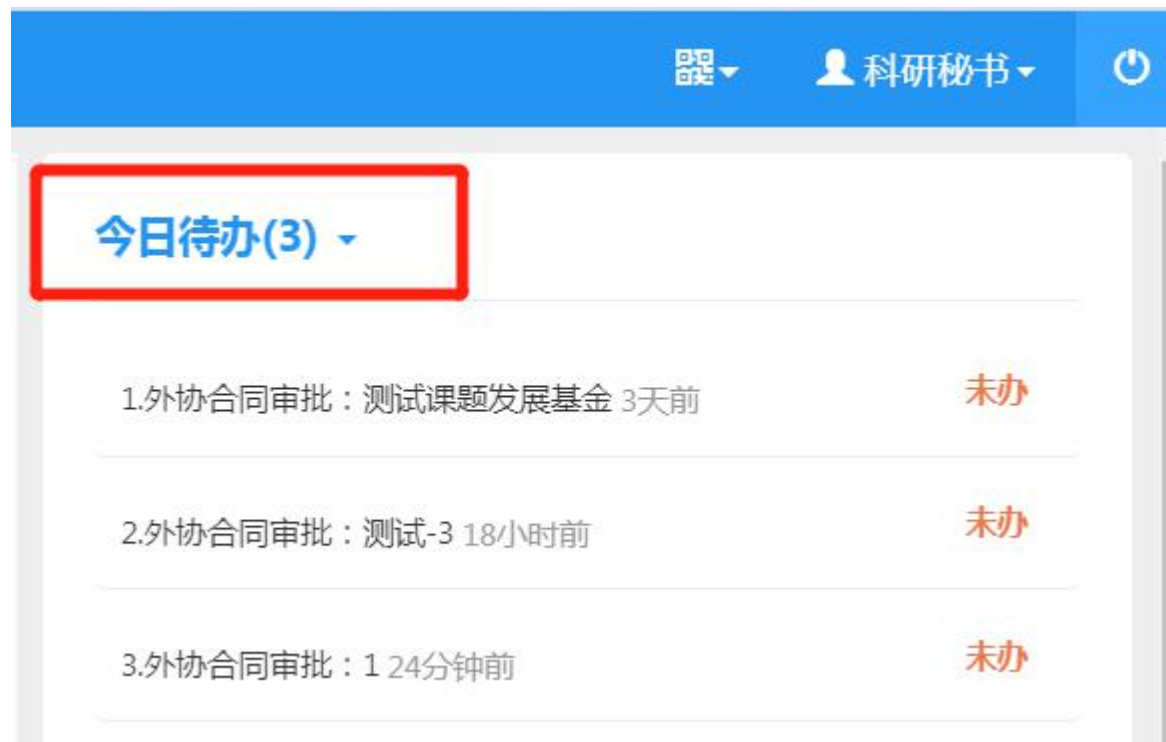 科研秘书
今日待办(3)
1.外协合同审批：测试课题发展基金 3天前 未办
2.外协合同审批：测试-3 18小时前 未办
3.外协合同审批：1 24分钟前 未办